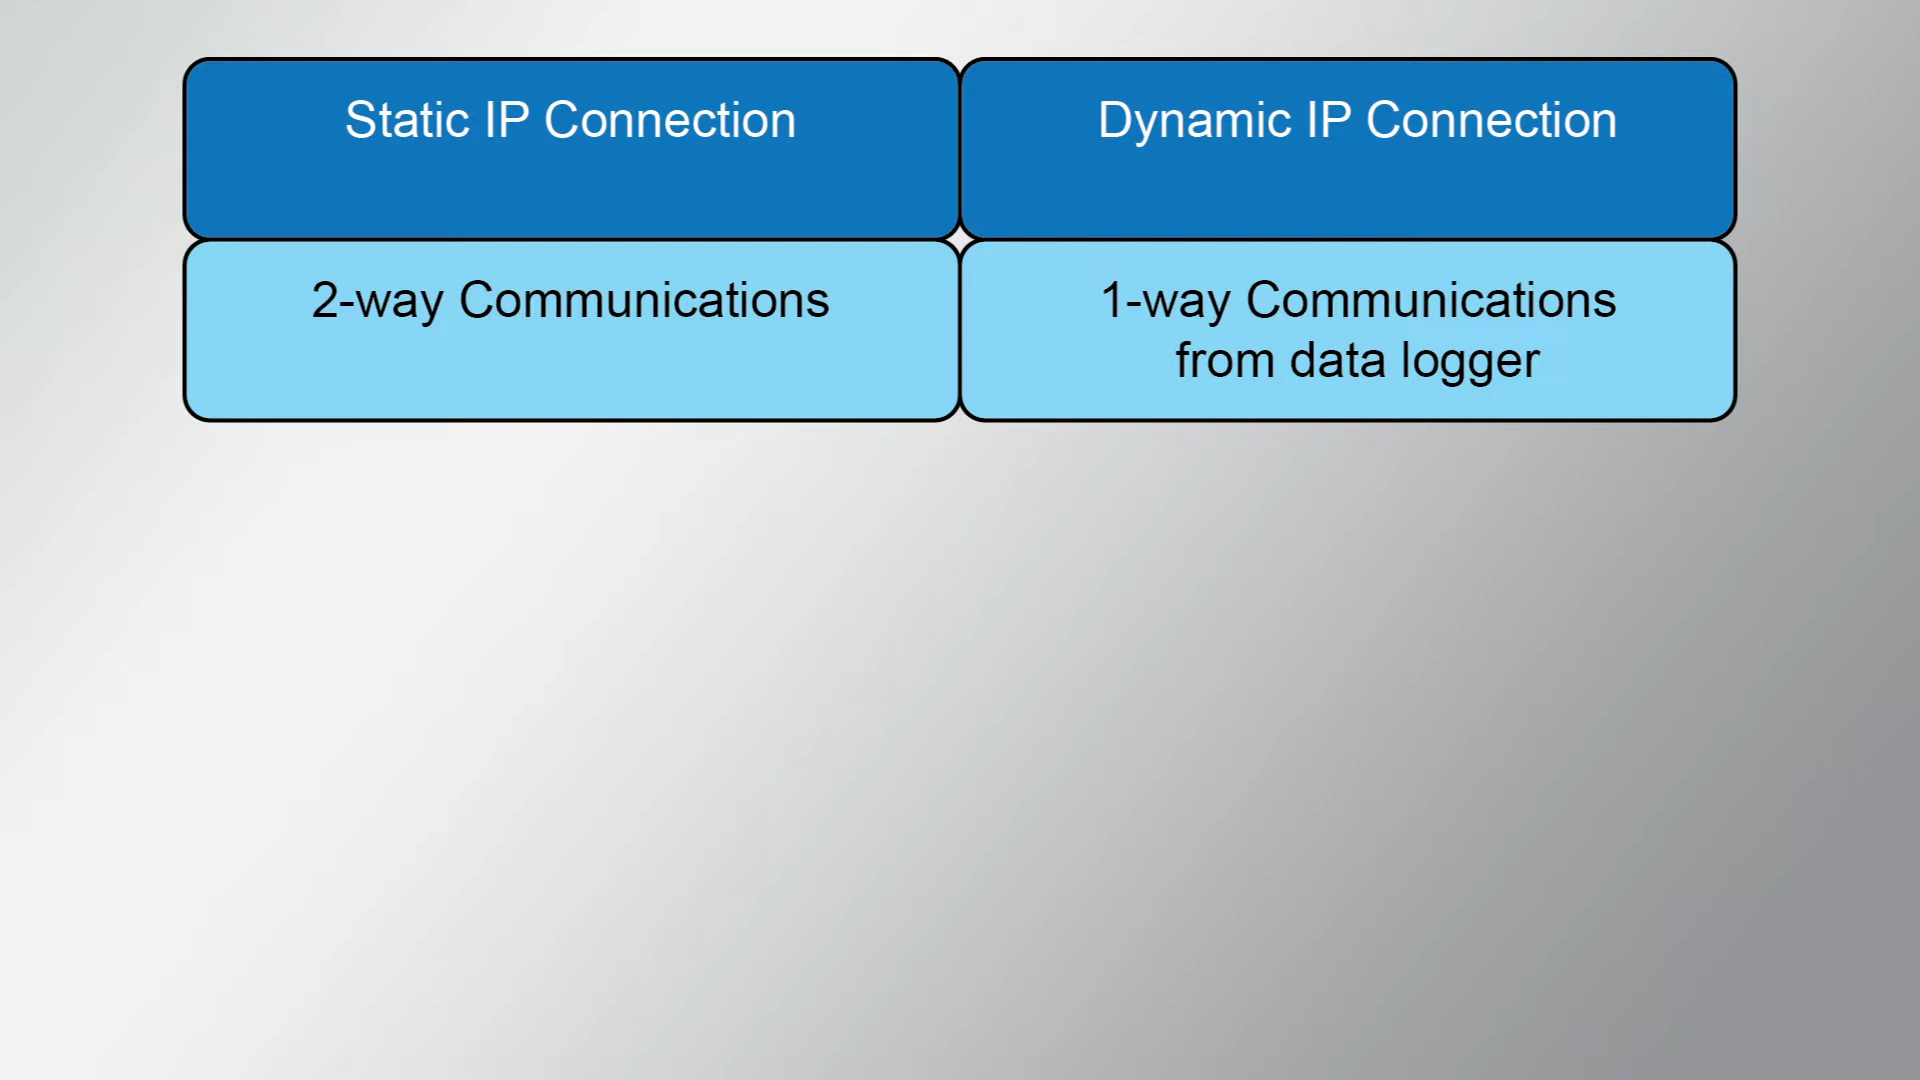 Static IP Connection
Dynamic IP Connection
2-way Communications
1-way Communications
from data logger